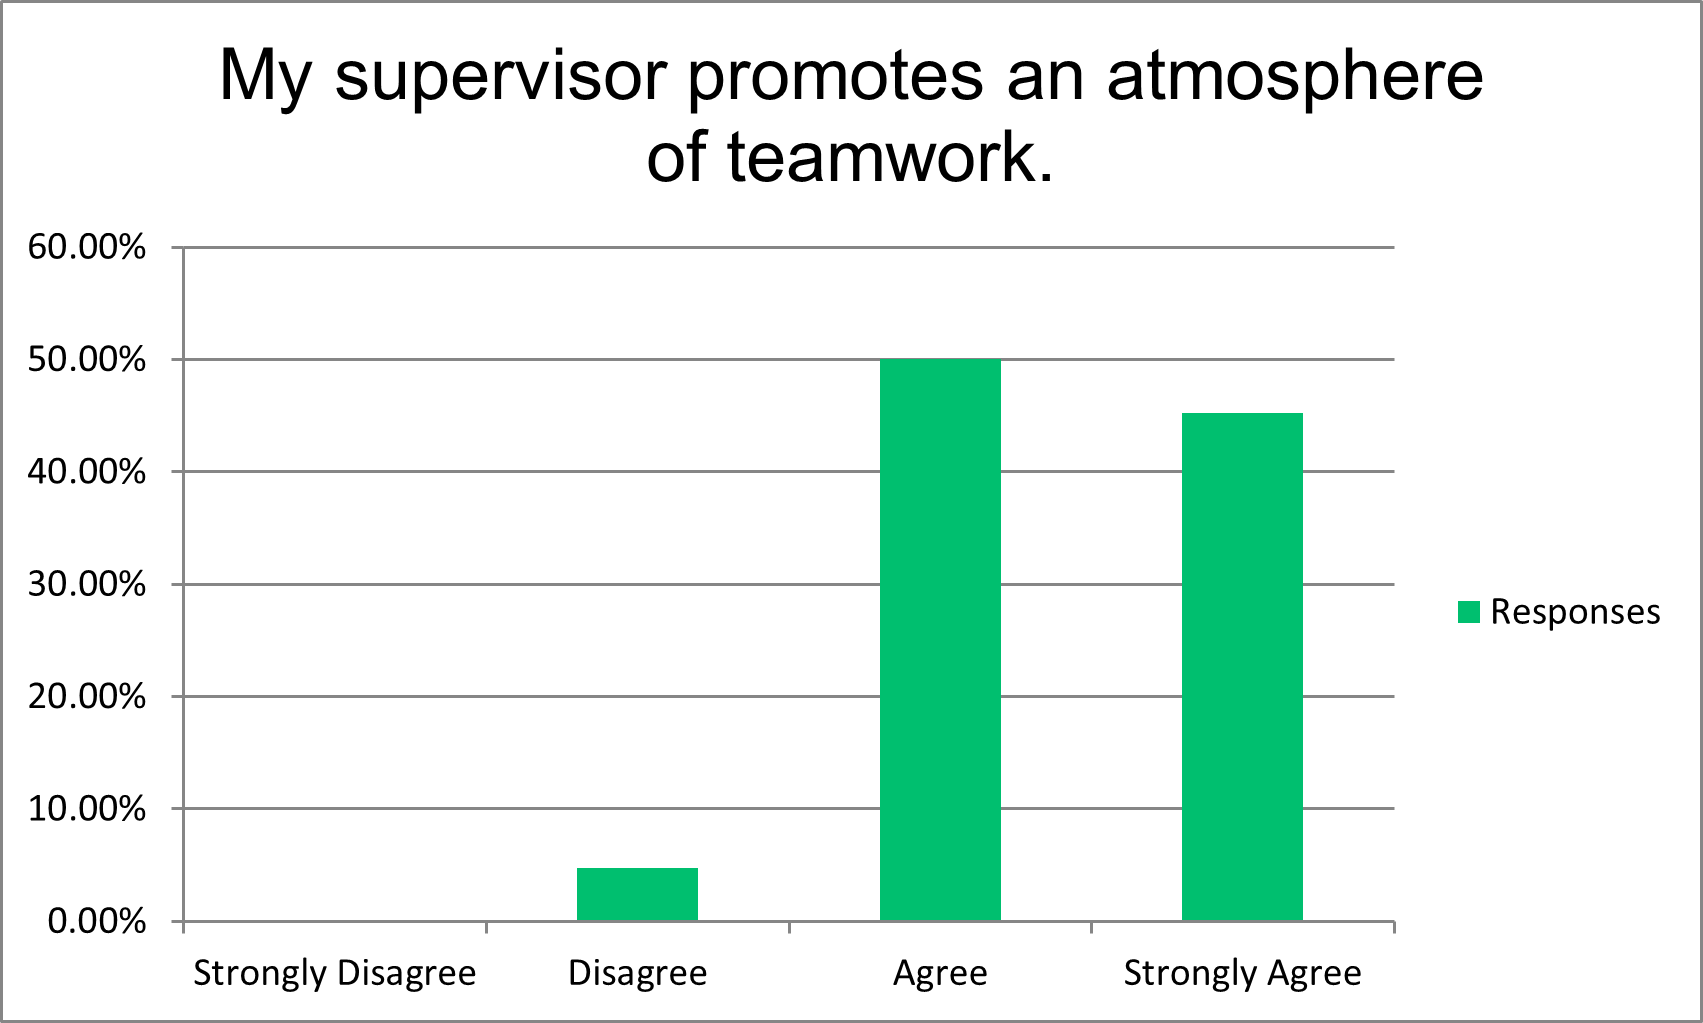 My supervisor promotes an atmosphere
of teamwork.
60.00%
50.00%
40.00%
30.00%
20.00%
10.00%
0.00%
Strongly Disagree
Disagree
Agree
Strongly Agree
Responses